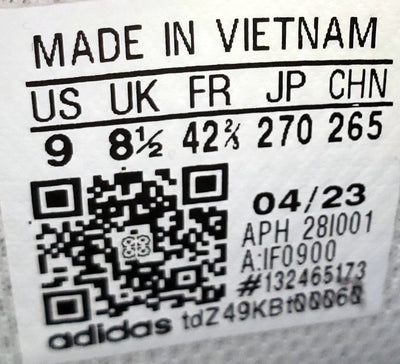 MADE IN VIETNAM
US UK FR JP CHN
9 8½ 42⅔ 270 265
04/23
APH 28I001
A:IF0900
#132465173
adidas tdZ49KBt00060